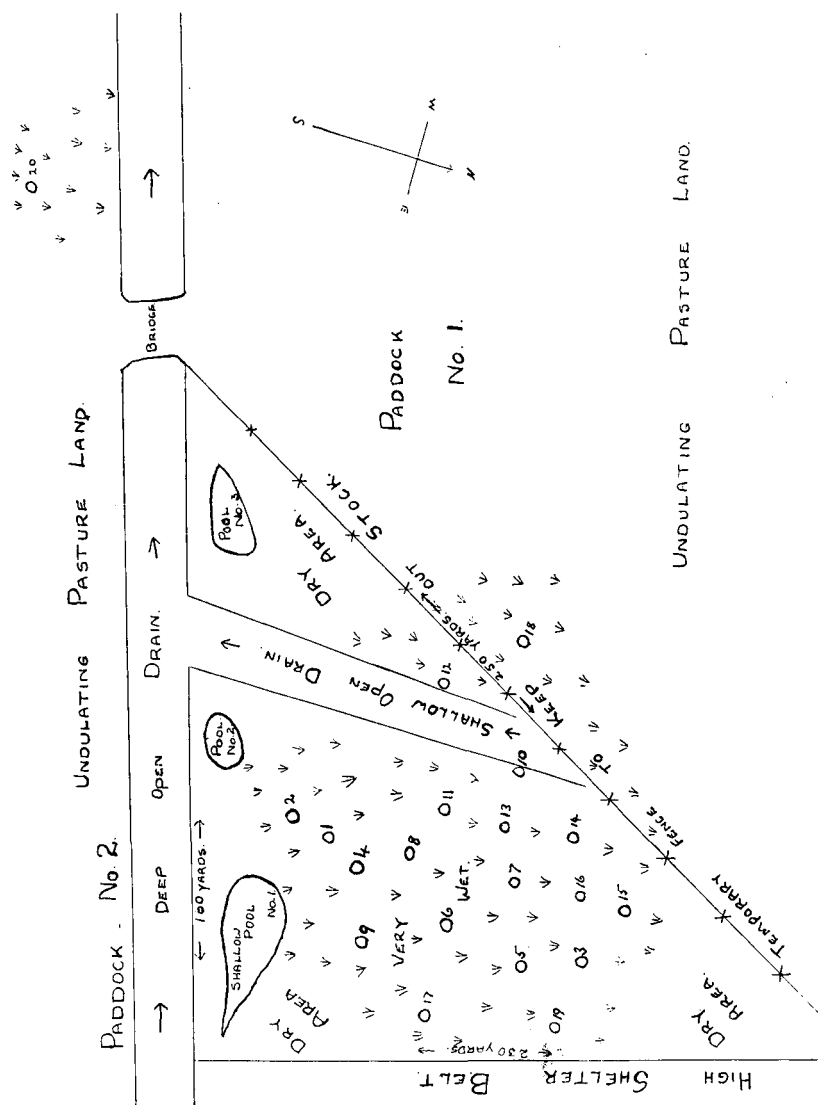 PADDOCK - No. 2.
UNDULATING PASTURE LAND.
DEEP OPEN DRAIN.
BRIDGE
← 100 YARDS. →
SHALLOW
POOL
No. 1.
POOL
No. 2.
POOL
No. 3
DRY
AREA
DRY
AREA.
SHALLOW OPEN DRAIN.
VERY
WET.
O20
O2
O1
O4
O8
O11
O9
O6
O13
O10
O12
O18
O7
O14
O16
O15
O5
O3
O17
O19
S
W
E
N
PADDOCK
No. 1.
UNDULATING PASTURE LAND.
TEMPORARY FENCE TO KEEP OUT STOCK.
← 250 YARDS. →
DRY
AREA.
← 230 YARDS. →
HIGH SHELTER BELT.